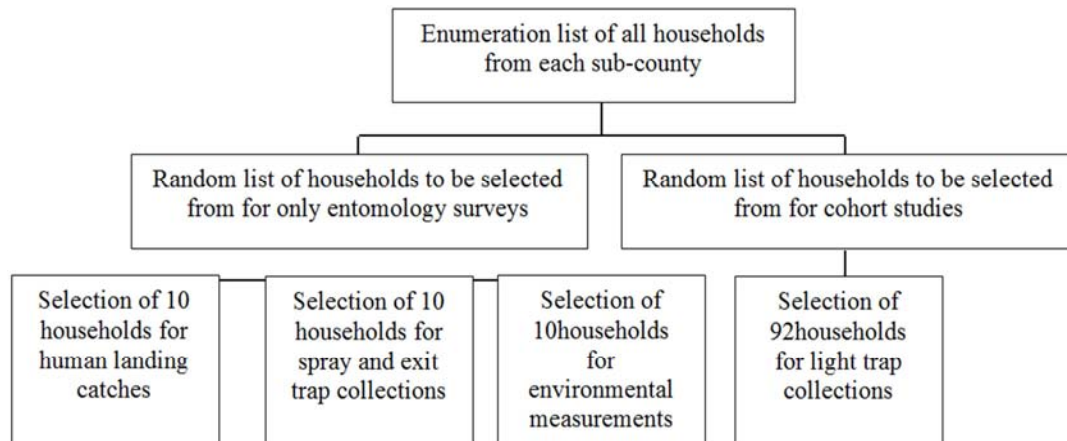 Enumeration list of all households
from each sub-county
Random list of households to be selected
from for only entomology surveys
Random list of households to be selected
from for cohort studies
Selection of 10
households for
human landing
catches
Selection of 10
households for
spray and exit
trap collections
Selection of
10households
for
environmental
measurements
Selection of
92households
for light trap
collections